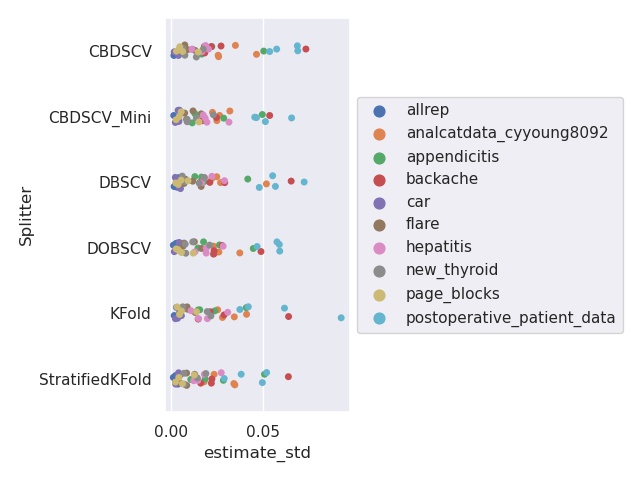 CBDSCV
CBDSCV_Mini
DBSCV
DOBSCV
KFold
StratifiedKFold
Splitter
0.00
0.05
estimate_std
allrep
analcatdata_cyyoung8092
appendicitis
backache
car
flare
hepatitis
new_thyroid
page_blocks
postoperative_patient_data